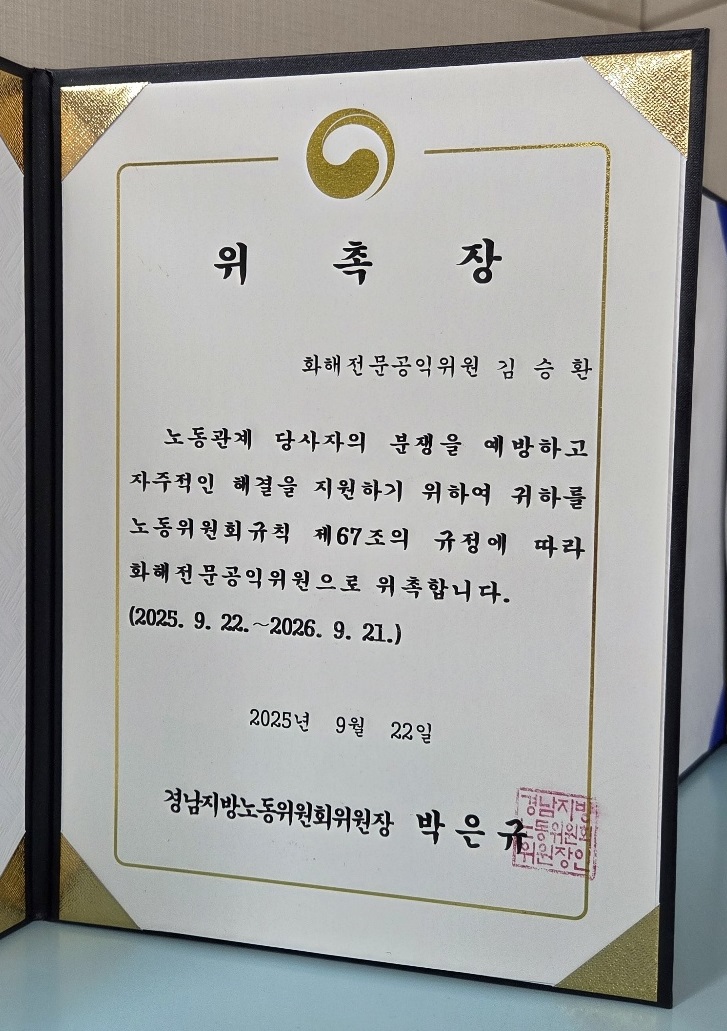 위 촉 장
화해전문공익위원 김 승 환
노동관계 당사자의 분쟁을 예방하고
자주적인 해결을 지원하기 위하여 귀하를
노동위원회규칙 제67조의 규정에 따라
화해전문공익위원으로 위촉합니다.
(2025. 9. 22.~2026. 9. 21.)
2025년 9월 22일
경남지방노동위원회위원장 박 은 규
경남지방
노동위원회
위원장인